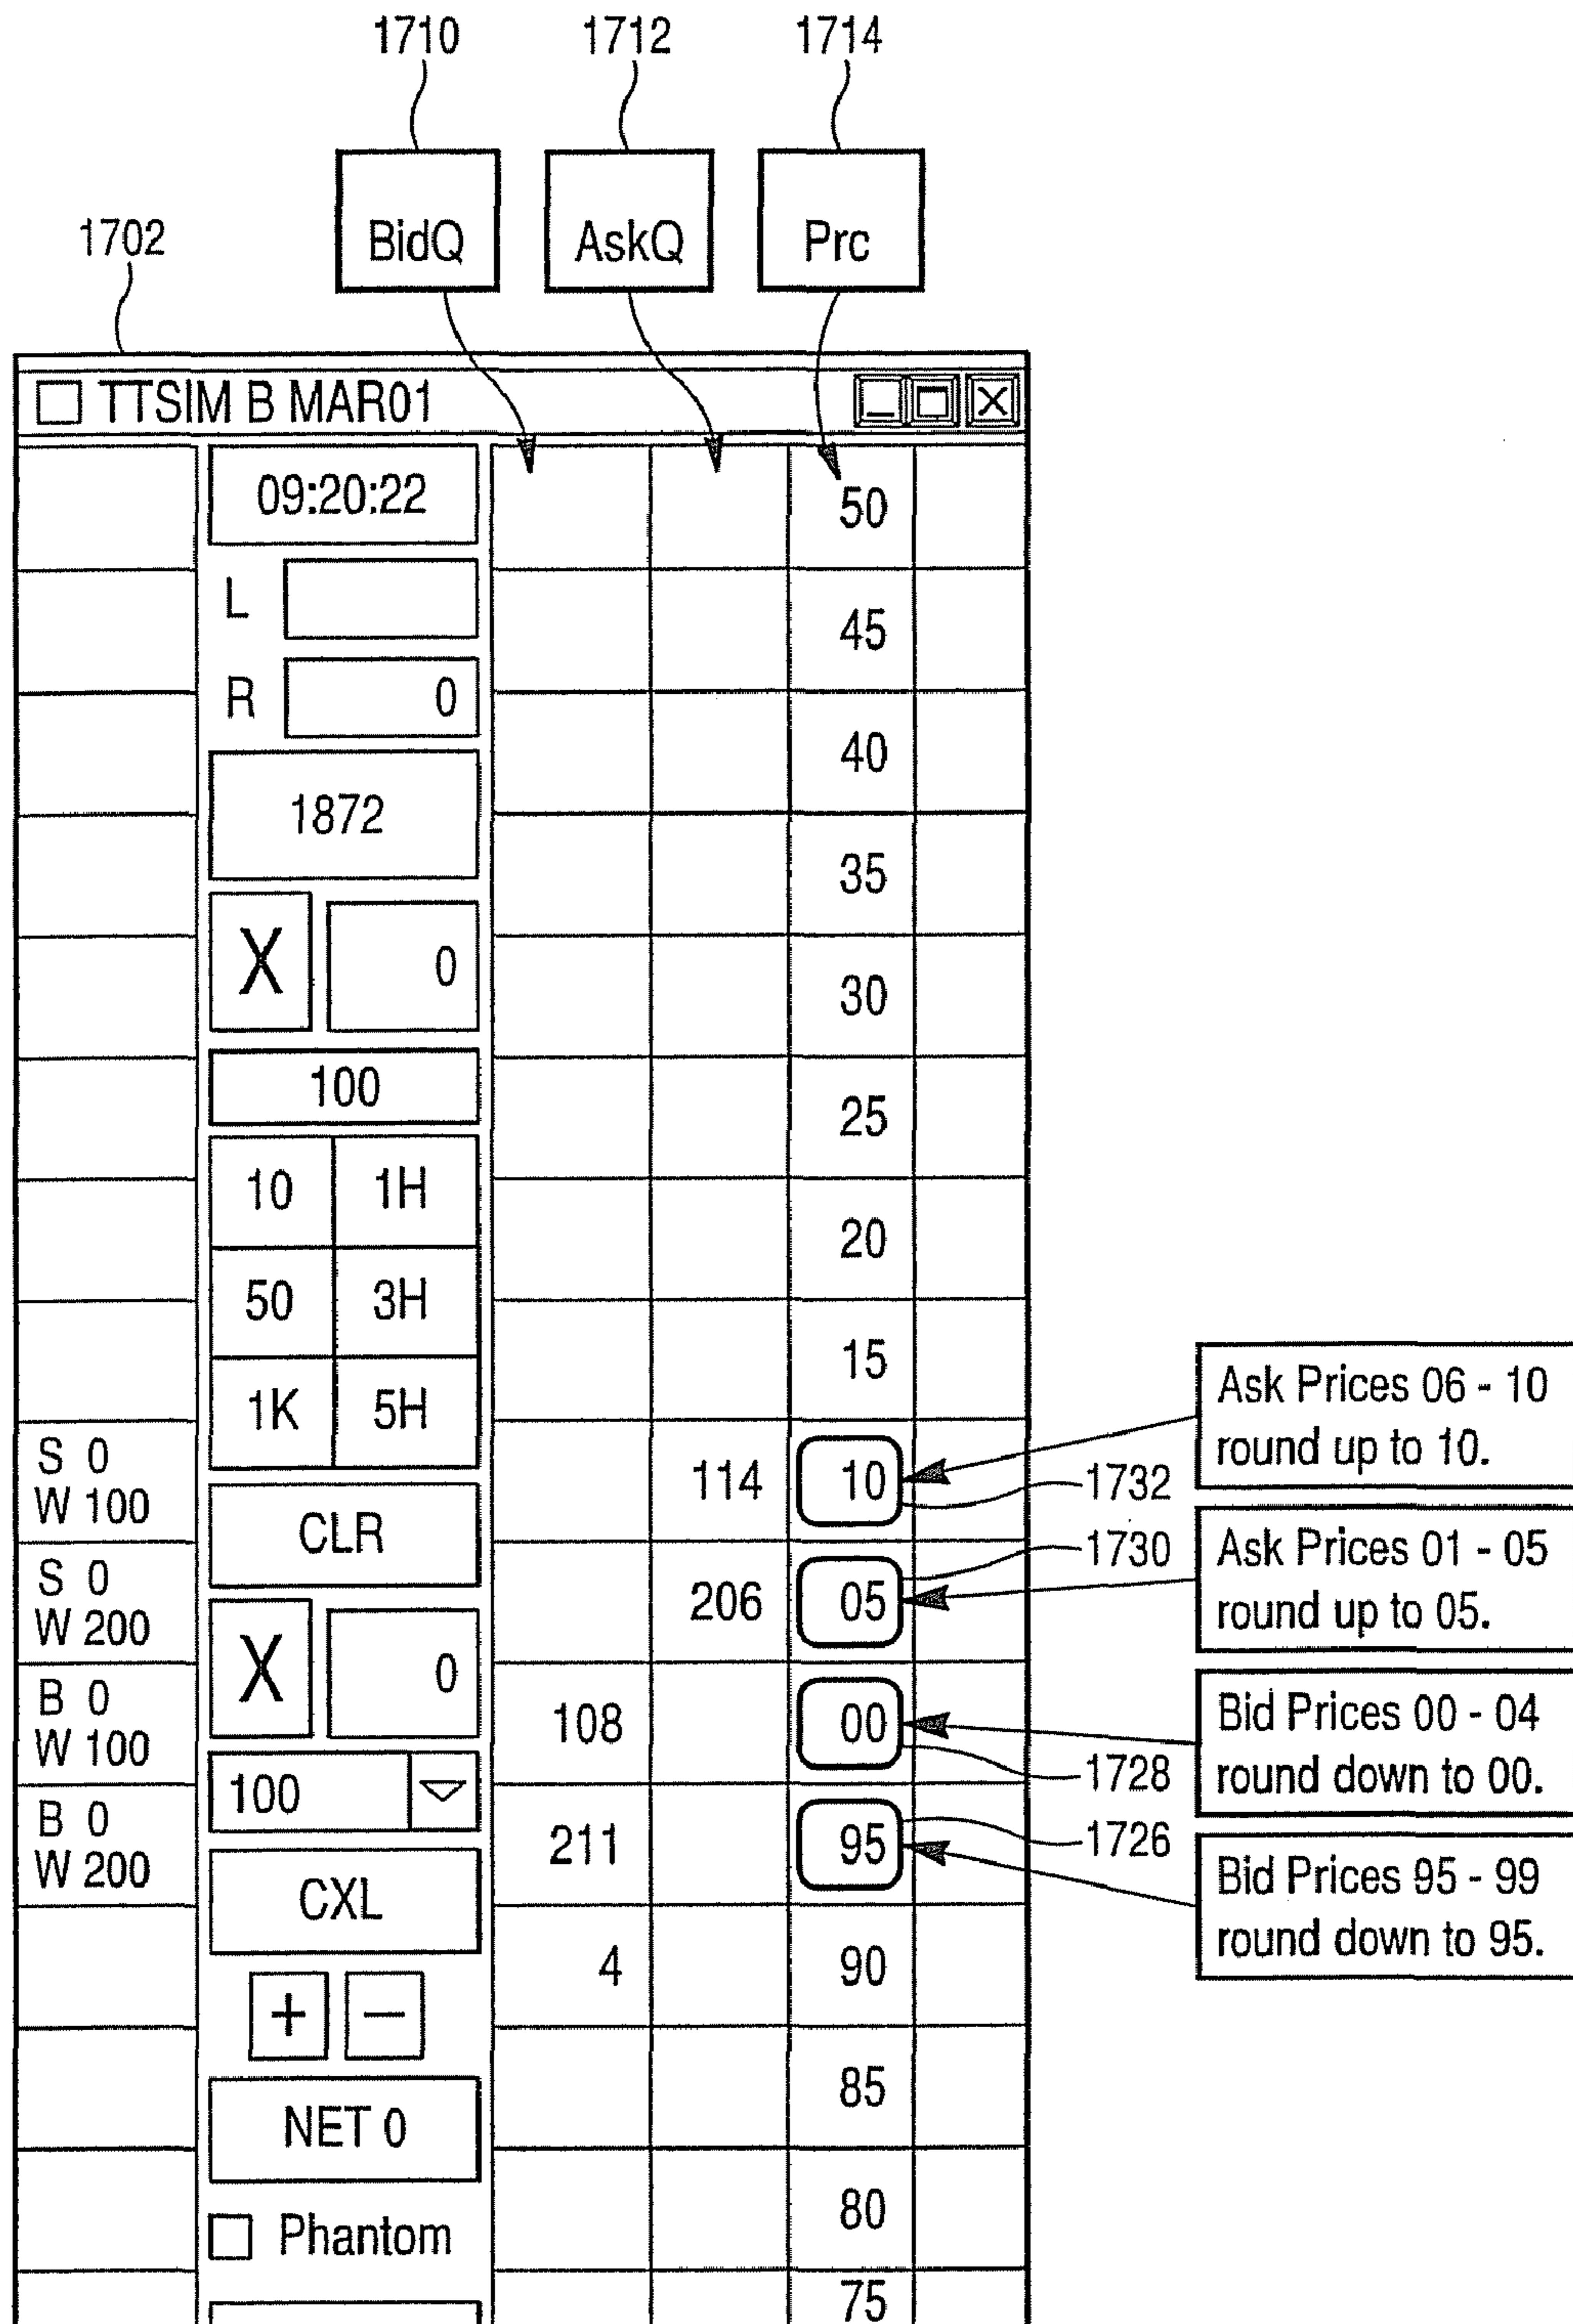 1710 1712 1714
BidQ AskQ Prc
1702
TTSIM B MAR01
09:20:22
L
R 0
1872
X 0
100
10 1H
50 3H
1K 5H
CLR
X 0
100
CXL
+ −
NET 0
Phantom
S 0
W 100
S 0
W 200
B 0
W 100
B 0
W 200
108
211
4
114
206
50
45
40
35
30
25
20
15
10
05
00
95
90
85
80
75
1732
1730
1728
1726
Ask Prices 06 - 10
round up to 10.
Ask Prices 01 - 05
round up to 05.
Bid Prices 00 - 04
round down to 00.
Bid Prices 95 - 99
round down to 95.